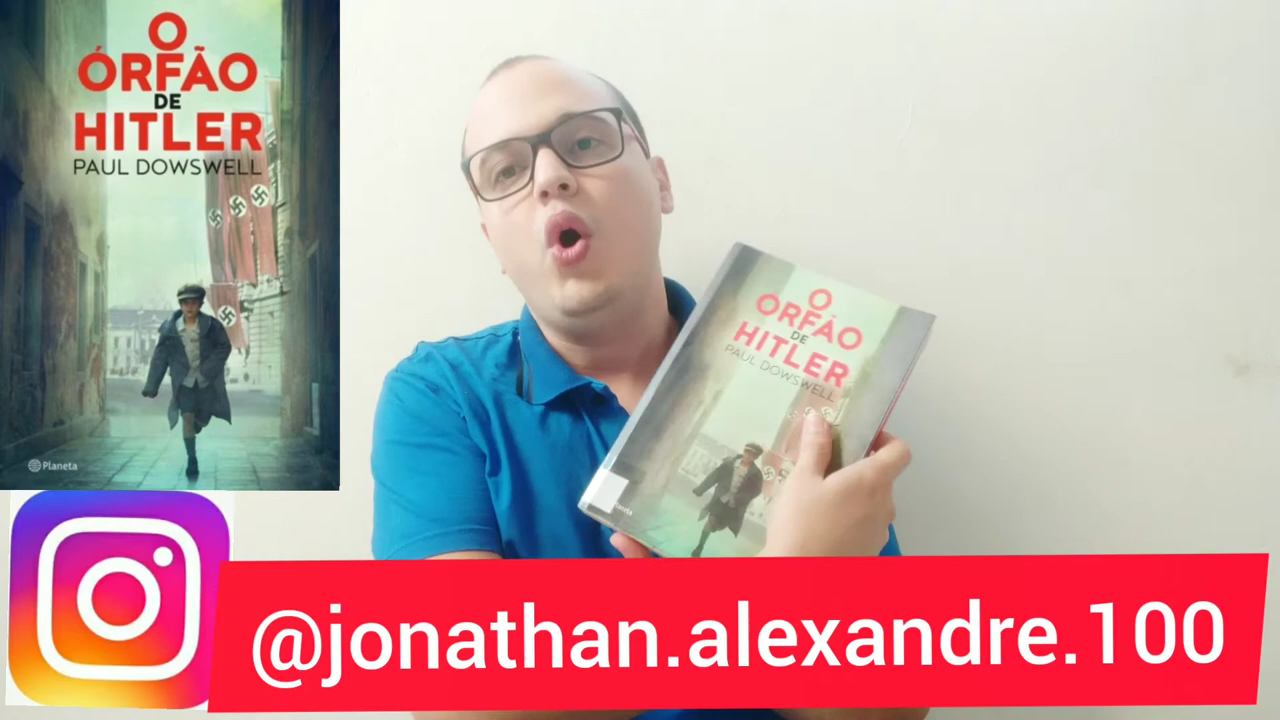 O
ÓRFÃO
DE
HITLER
PAUL DOWSWELL
Planeta
O
ÓRFÃO
DE
HITLER
PAUL DOWSWELL
@jonathan.alexandre.100